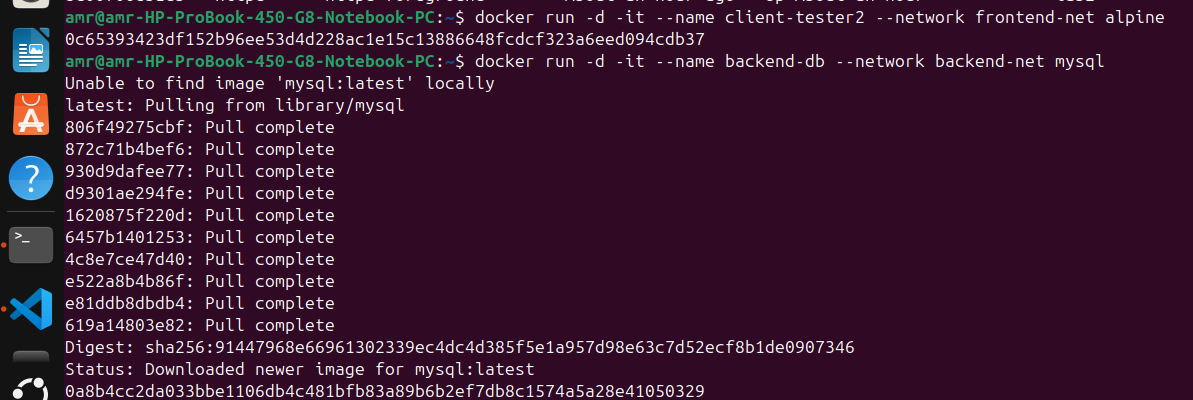 amr@amr-HP-ProBook-450-G8-Notebook-PC:~$ docker run -d -it --name client-tester2 --network frontend-net alpine
0c65393423df152b96ee53d4d228ac1e15c13886648fcdcf323a6eed094cdb37
amr@amr-HP-ProBook-450-G8-Notebook-PC:~$ docker run -d -it --name backend-db --network backend-net mysql
Unable to find image 'mysql:latest' locally
latest: Pulling from library/mysql
806f49275cbf: Pull complete
872c71b4bef6: Pull complete
930d9dafee77: Pull complete
d9301ae294fe: Pull complete
1620875f220d: Pull complete
6457b1401253: Pull complete
4c8e7ce47d40: Pull complete
e522a8b4b86f: Pull complete
e81ddb8dbdb4: Pull complete
619a14803e82: Pull complete
Digest: sha256:91447968e66961302339ec4dc4d385f5e1a957d98e63c7d52ecf8b1de0907346
Status: Downloaded newer image for mysql:latest
0a8b4cc2da033bbe1106db4c481bfb83a89b6b2ef7db8c1574a5a28e41050329